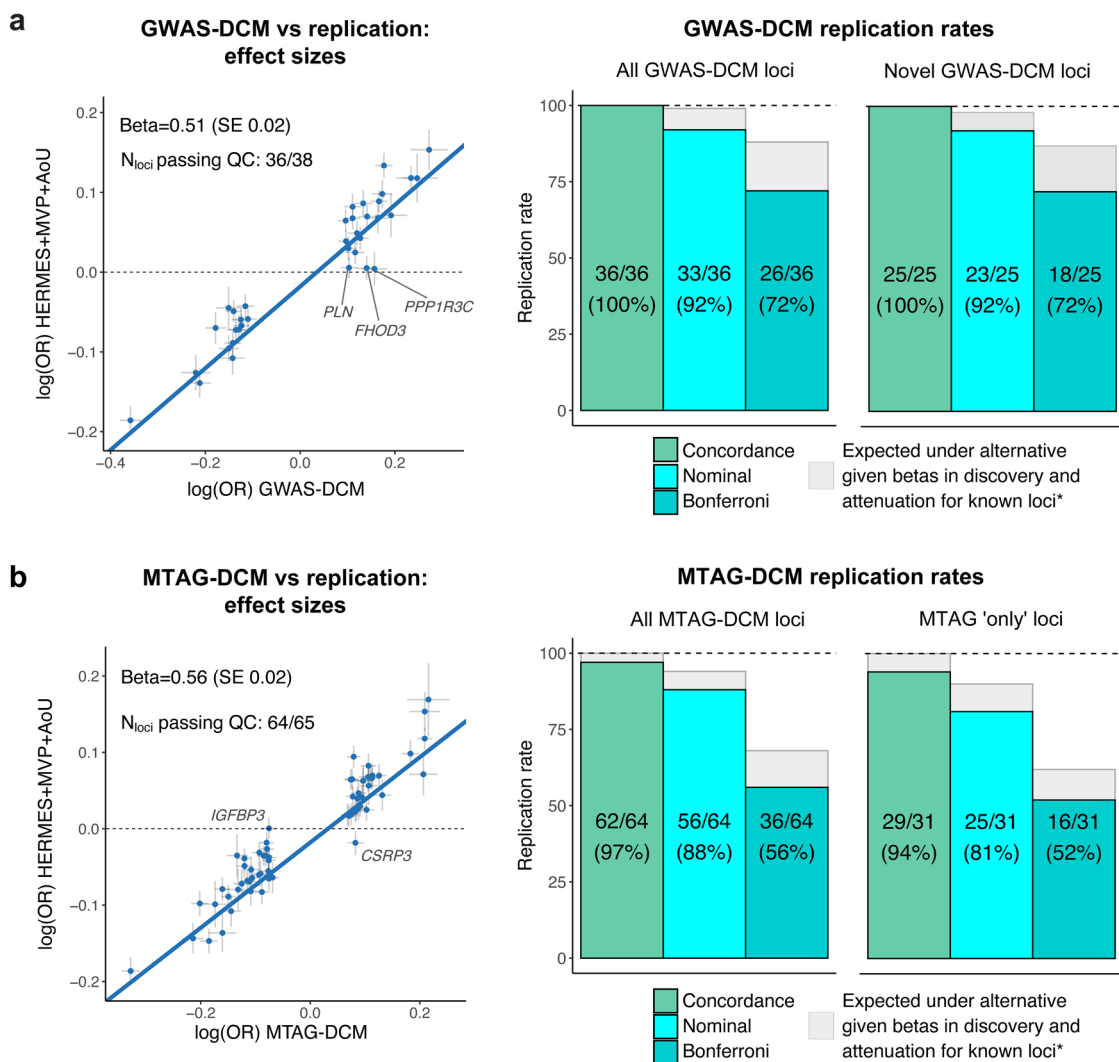 a
GWAS-DCM vs replication:
effect sizes
log(OR) HERMES+MVP+AoU
0.2
0.1
0.0
−0.1
−0.2
Beta=0.51 (SE 0.02)
Nloci passing QC: 36/38
PLN
FHOD3
PPP1R3C
−0.4
−0.2
0.0
0.2
log(OR) GWAS-DCM
GWAS-DCM replication rates
All GWAS-DCM loci
Novel GWAS-DCM loci
Replication rate
100
75
50
25
0
36/36
(100%)
33/36
(92%)
26/36
(72%)
100
75
50
25
0
25/25
(100%)
23/25
(92%)
18/25
(72%)
Concordance
Nominal
Bonferroni
Expected under alternative
given betas in discovery and
attenuation for known loci*
b
MTAG-DCM vs replication:
effect sizes
log(OR) HERMES+MVP+AoU
0.2
0.1
0.0
−0.1
−0.2
Beta=0.56 (SE 0.02)
Nloci passing QC: 64/65
IGFBP3
CSRP3
−0.2
0.0
0.2
log(OR) MTAG-DCM
MTAG-DCM replication rates
All MTAG-DCM loci
MTAG 'only' loci
Replication rate
100
75
50
25
0
62/64
(97%)
56/64
(88%)
36/64
(56%)
100
75
50
25
0
29/31
(94%)
25/31
(81%)
16/31
(52%)
Concordance
Nominal
Bonferroni
Expected under alternative
given betas in discovery and
attenuation for known loci*